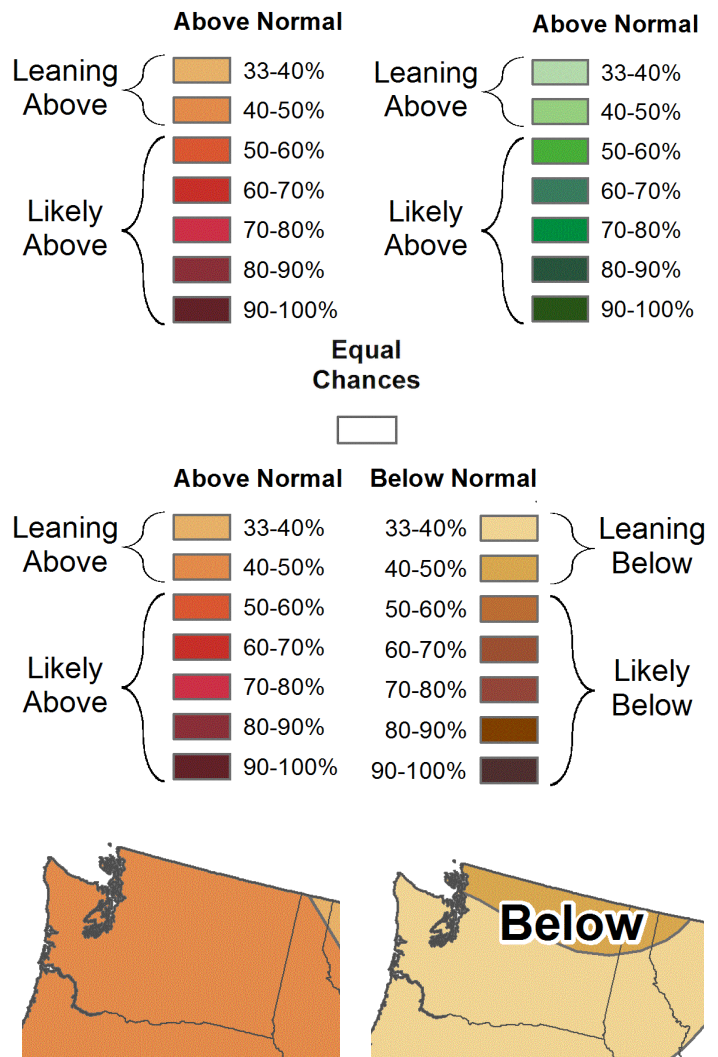 Above Normal
Leaning
Above
33-40%
40-50%
Likely
Above
50-60%
60-70%
70-80%
80-90%
90-100%
Above Normal
Leaning
Above
33-40%
40-50%
Likely
Above
50-60%
60-70%
70-80%
80-90%
90-100%
Equal
Chances
Above Normal
Leaning
Above
33-40%
40-50%
Likely
Above
50-60%
60-70%
70-80%
80-90%
90-100%
Below Normal
33-40%
40-50%
Leaning
Below
50-60%
60-70%
70-80%
80-90%
90-100%
Likely
Below
Below